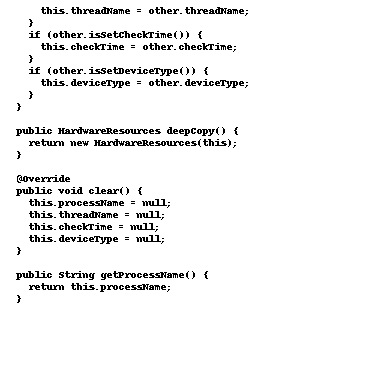 this.threadName = other.threadName;
  }
  if (other.isSetCheckTime()) {
    this.checkTime = other.checkTime;
  }
  if (other.isSetDeviceType()) {
    this.deviceType = other.deviceType;
  }
}

public HardwareResources deepCopy() {
  return new HardwareResources(this);
}

@Override
public void clear() {
  this.processName = null;
  this.threadName = null;
  this.checkTime = null;
  this.deviceType = null;
}

public String getProcessName() {
  return this.processName;
}